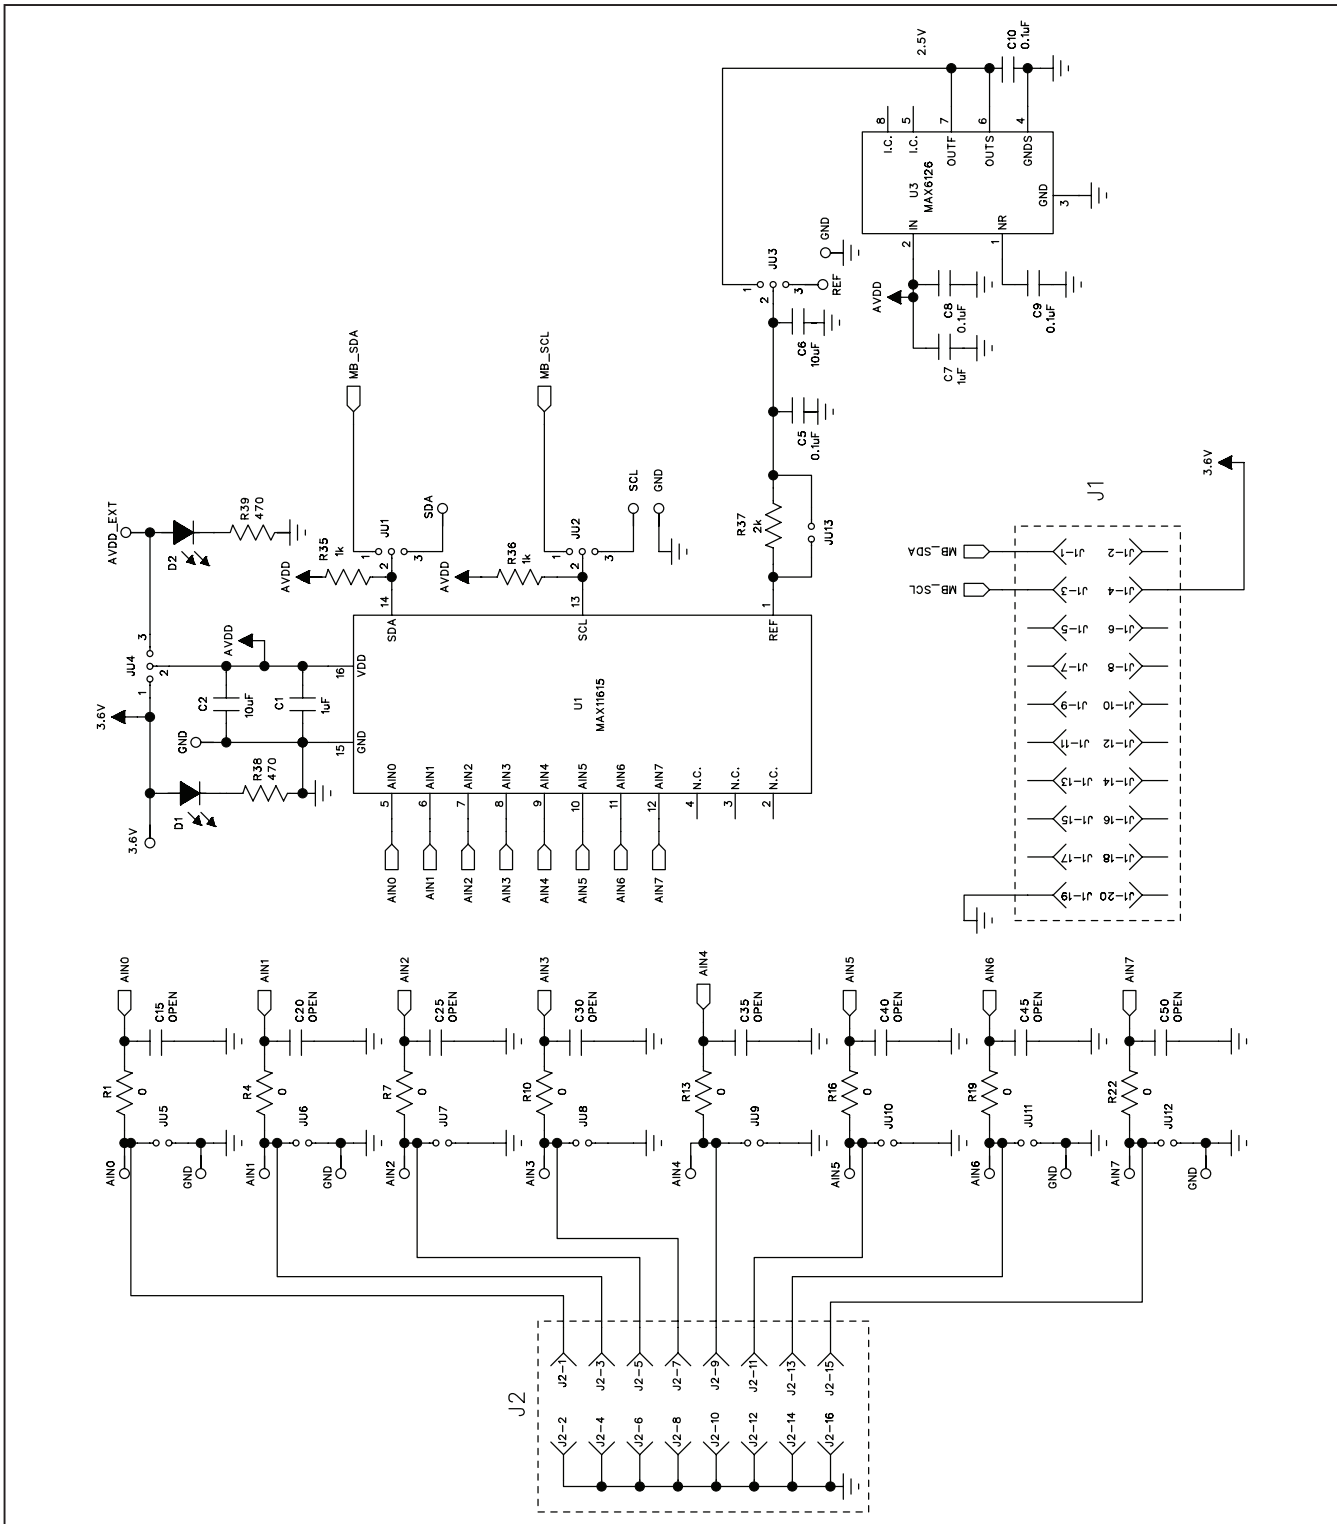 AVDD_EXT
D2
R39
470
3
JU4
2
1
3.6V
3.6V
D1
R38
470
AVDD
C2
10uF
C1
1uF
GND
MB_SDA
R35
1k
AVDD
JU1
1
2
3
SDA
MB_SCL
R36
1k
AVDD
JU2
1
2
3
SCL
GND
R37
2k
JU13
C5
0.1uF
C6
10uF
JU3
1
2
3
REF
GND
U1
MAX11615
16
VDD
15
GND
14
SDA
13
SCL
1
REF
5
AIN0
6
AIN1
7
AIN2
8
AIN3
9
AIN4
10
AIN5
11
AIN6
12
AIN7
4
N.C.
3
N.C.
2
N.C.
AIN0
AIN1
AIN2
AIN3
AIN4
AIN5
AIN6
AIN7
2.5V
C10
0.1uF
8
I.C.
5
I.C.
7
OUTF
6
OUTS
4
GNDS
U3
MAX6126
GND
3
IN
2
NR
1
AVDD
C8
0.1uF
C7
1uF
C9
0.1uF
J1
3.6V
MB_SDA
MB_SCL
J1-1
J1-2
J1-3
J1-4
J1-5
J1-6
J1-7
J1-8
J1-9
J1-10
J1-11
J1-12
J1-13
J1-14
J1-15
J1-16
J1-17
J1-18
J1-19
J1-20
AIN0
C15
OPEN
R1
0
JU5
AIN0
GND
AIN1
C20
OPEN
R4
0
JU6
AIN1
GND
AIN2
C25
OPEN
R7
0
JU7
AIN2
AIN3
C30
OPEN
R10
0
JU8
AIN3
AIN4
C35
OPEN
R13
0
JU9
AIN4
AIN5
C40
OPEN
R16
0
JU10
AIN5
AIN6
C45
OPEN
R19
0
JU11
AIN6
GND
AIN7
C50
OPEN
R22
0
JU12
AIN7
GND
J2
J2-1
J2-3
J2-5
J2-7
J2-9
J2-11
J2-13
J2-15
J2-2
J2-4
J2-6
J2-8
J2-10
J2-12
J2-14
J2-16